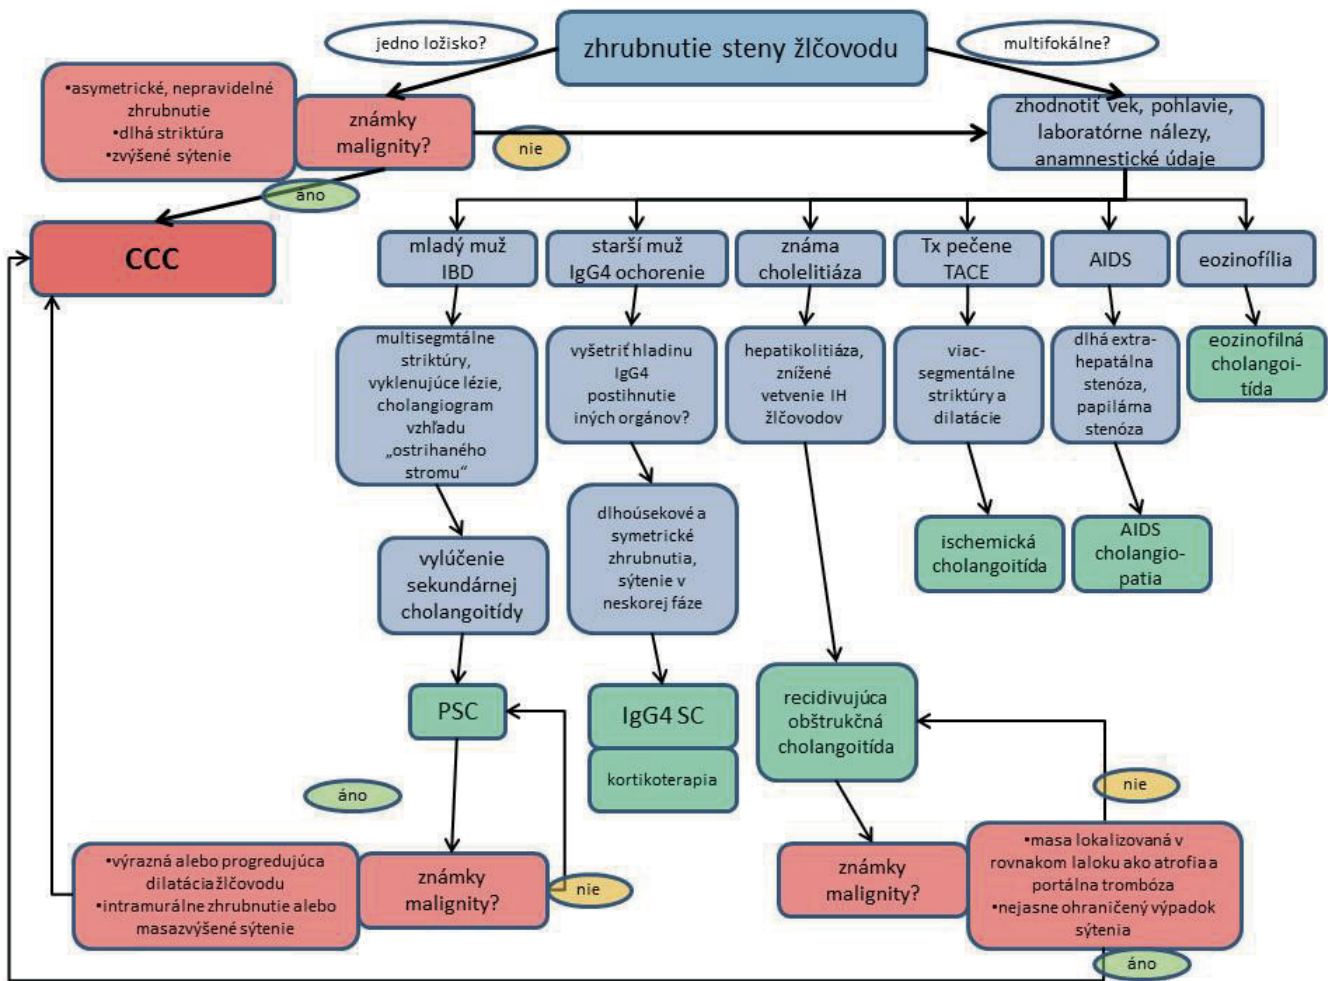 jedno ložisko?
zhrubnutie steny žlčovodu
multifokálne?
•asymetrické, nepravidelné
zhrubnutie
•dlhá striktúra
•zvýšené sýtenie
známky
malignity?
nie
zhodnotiť vek, pohlavie,
laboratórne nálezy,
anamnestické údaje
áno
CCC
mladý muž
IBD
starší muž
IgG4 ochorenie
známa
cholelitiáza
Tx pečene
TACE
AIDS
eozinofília
multisegmtálne
striktúry,
vyklenujúce lézie,
cholangiogram
vzhľadu
„ostrihaného
stromu“
vyšetriť hladinu
IgG4
postihnutie
iných orgánov?
hepatikolitiáza,
znížené
vetvenie IH
žlčovodov
viac-
segmentálne
striktúry a
dilatácie
dlhá extra-
hepatálna
stenóza,
papilárna
stenóza
eozinofilná
cholangoi-
tída
vylúčenie
sekundárnej
cholangoitídy
dlhoúsekové a
symetrické
zhrubnutia,
sýtenie v
neskorej fáze
ischemická
cholangoitída
AIDS
cholangio-
patia
PSC
IgG4 SC
kortikoterapia
recidivujúca
obštrukčná
cholangoitída
áno
nie
•výrazná alebo progredujúca
dilatácia žlčovodu
•intramurálne zhrubnutie alebo
masazvýšené sýtenie
známky
malignity?
nie
známky
malignity?
•masa lokalizovaná v
rovnakom laloku ako atrofia a
portálna trombóza
•nejasne ohraničený výpadok
sýtenia
áno